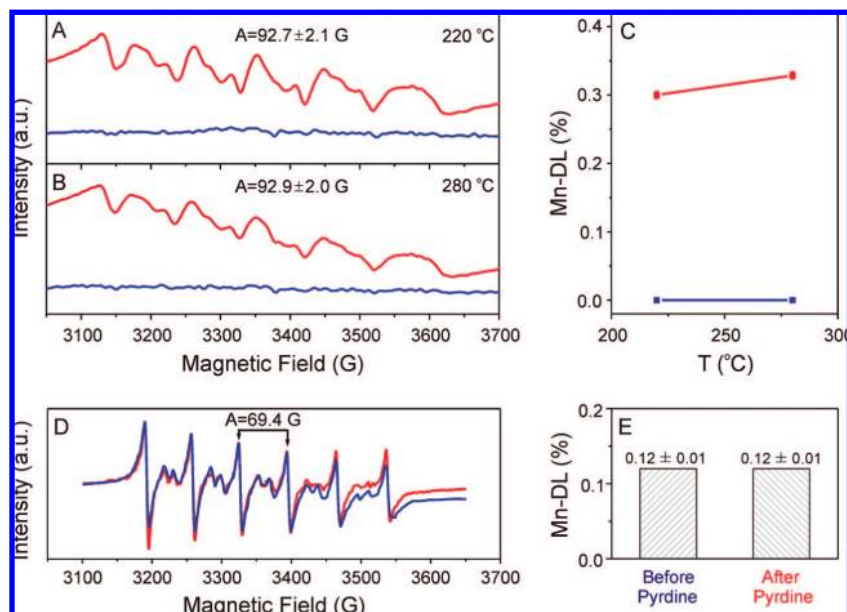 A
A=92.7±2.1 G
220 °C
Intensity (a.u.)
B
A=92.9±2.0 G
280 °C
3100 3200 3300 3400 3500 3600 3700
Magnetic Field (G)
C
Mn-DL (%)
0.4
0.3
0.2
0.1
0.0
200 250 300
T (°C)
D
A=69.4 G
Intensity (a.u.)
3100 3200 3300 3400 3500 3600 3700
Magnetic Field (G)
E
Mn-DL (%)
0.2
0.1
0.0
0.12 ± 0.01 0.12 ± 0.01
Before After
Pyrdine Pyrdine